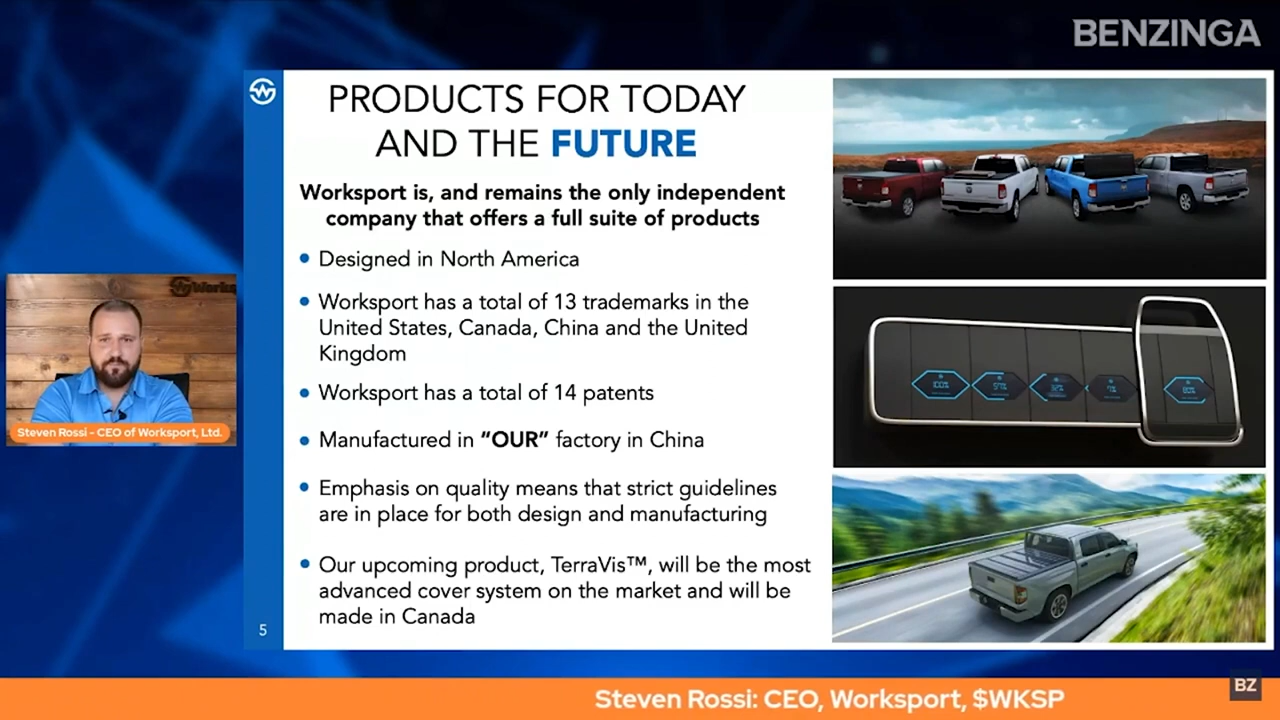 BENZINGA
PRODUCTS FOR TODAY
AND THE FUTURE
Worksport is, and remains the only independent
company that offers a full suite of products
• Designed in North America
• Worksport has a total of 13 trademarks in the
United States, Canada, China and the United
Kingdom
• Worksport has a total of 14 patents
• Manufactured in “OUR” factory in China
• Emphasis on quality means that strict guidelines
are in place for both design and manufacturing
• Our upcoming product, TerraVis™, will be the most
advanced cover system on the market and will be
made in Canada
5
100%
Steven Rossi - CEO of Worksport, Ltd.
Steven Rossi: CEO, Worksport, $WKSP
BZ